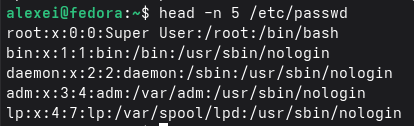 alexei@fedora:~$ head -n 5 /etc/passwd
root:x:0:0:Super User:/root:/bin/bash
bin:x:1:1:bin:/bin:/usr/sbin/nologin
daemon:x:2:2:daemon:/sbin:/usr/sbin/nologin
adm:x:3:4:adm:/var/adm:/usr/sbin/nologin
lp:x:4:7:lp:/var/spool/lpd:/usr/sbin/nologin